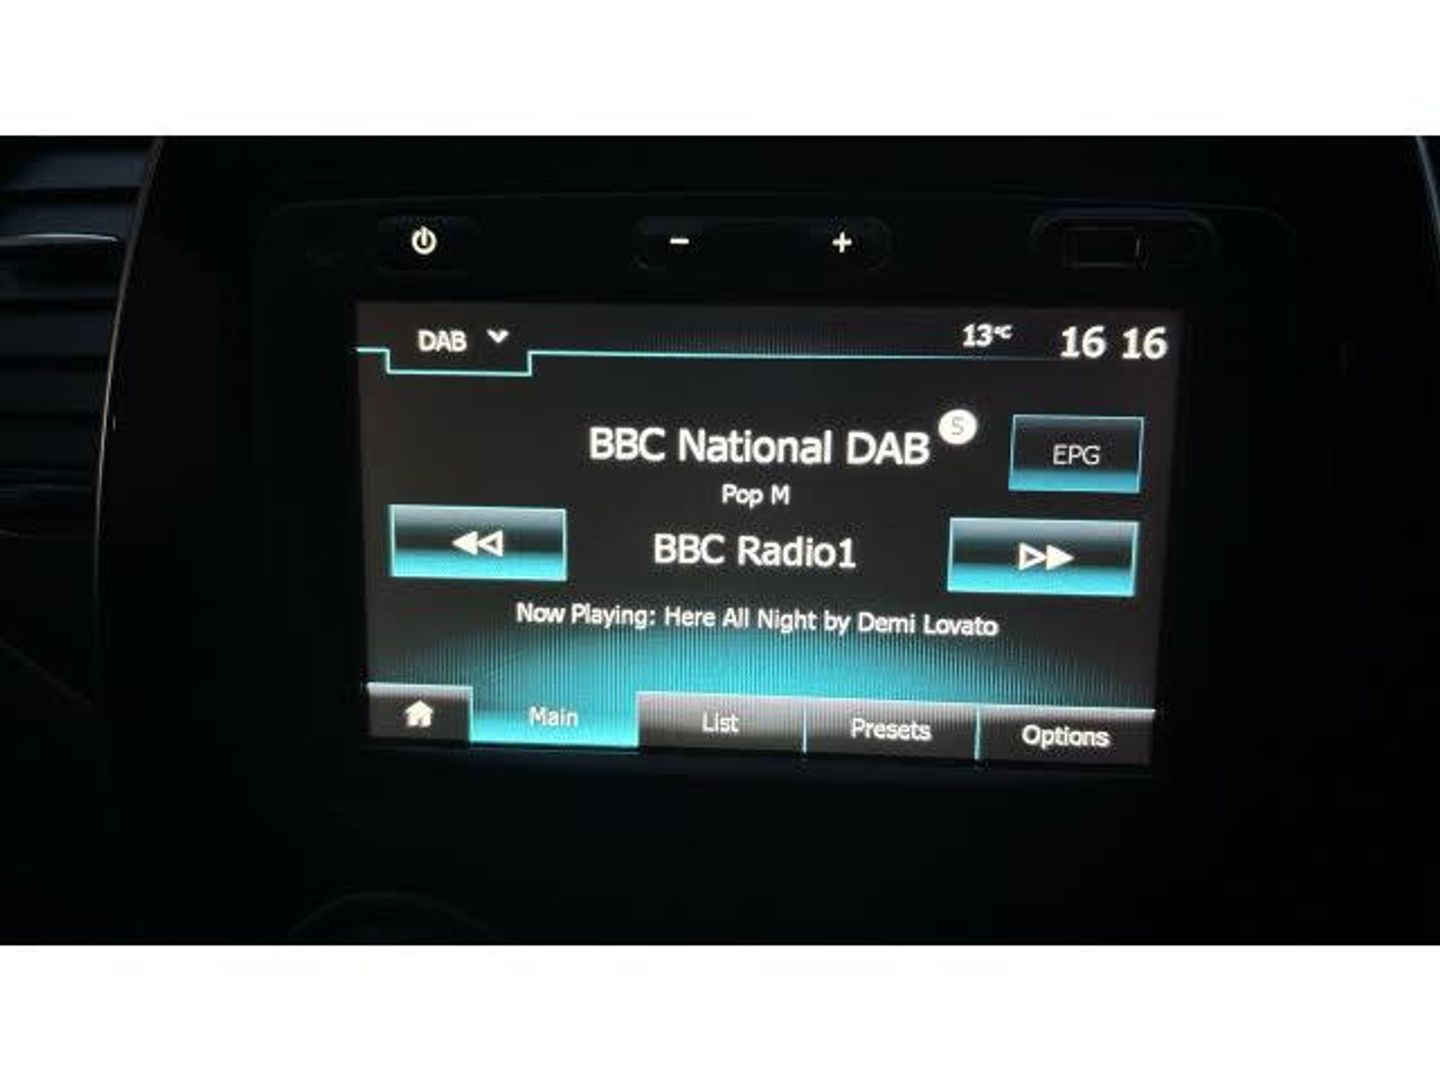 DAB
13°C
16 16
BBC National DAB
5
EPG
Pop M
BBC Radio1
Now Playing: Here All Night by Demi Lovato
Main
List
Presets
Options